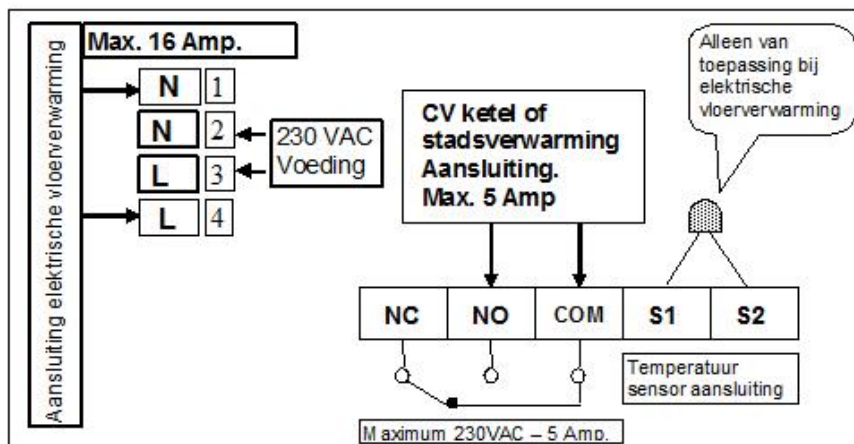 Aansluiting elektrische vloerverwarming
Max. 16 Amp.
N 1
N 2
L 3
L 4
230 VAC
Voeding
CV ketel of
stadsverwarming
Aansluiting.
Max. 5 Amp
Alleen van
toepassing bij
elektrische
vloerverwarming
NC NO COM S1 S2
Temperatuur
sensor aansluiting
Maximum 230VAC – 5 Amp.